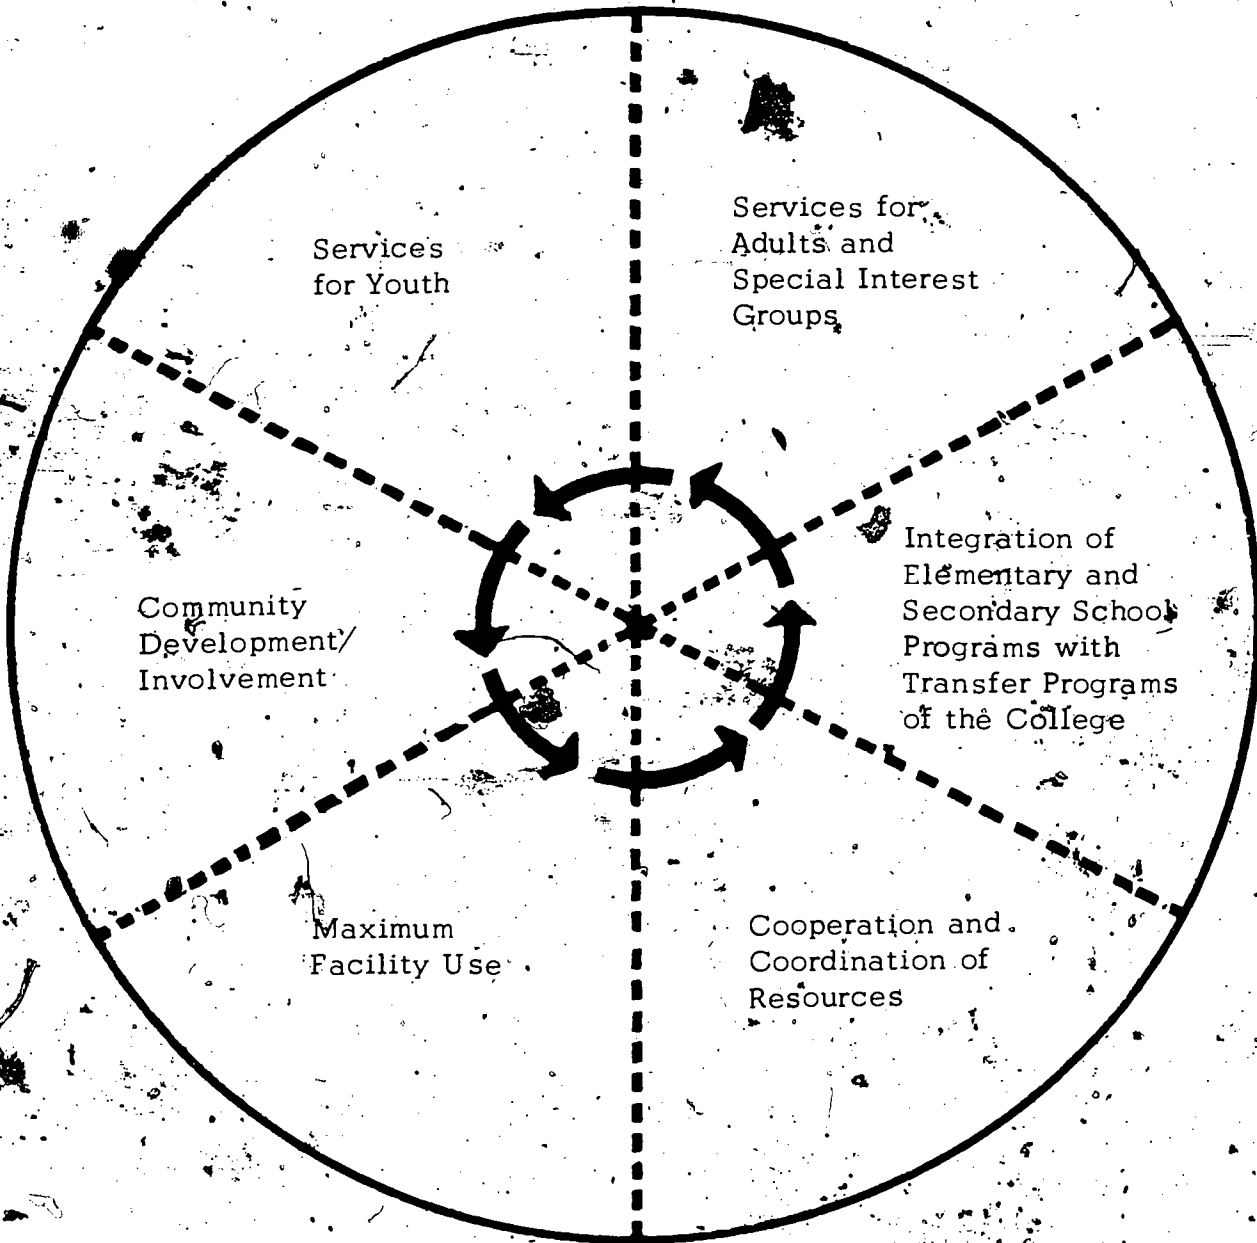 Services
for Youth
Services for
Adults and
Special Interest
Groups
Integration of
Elementary and
Secondary School
Programs with
Transfer Programs
of the College
Community
Development/
Involvement
Maximum
Facility Use
Cooperation and
Coordination of
Resources